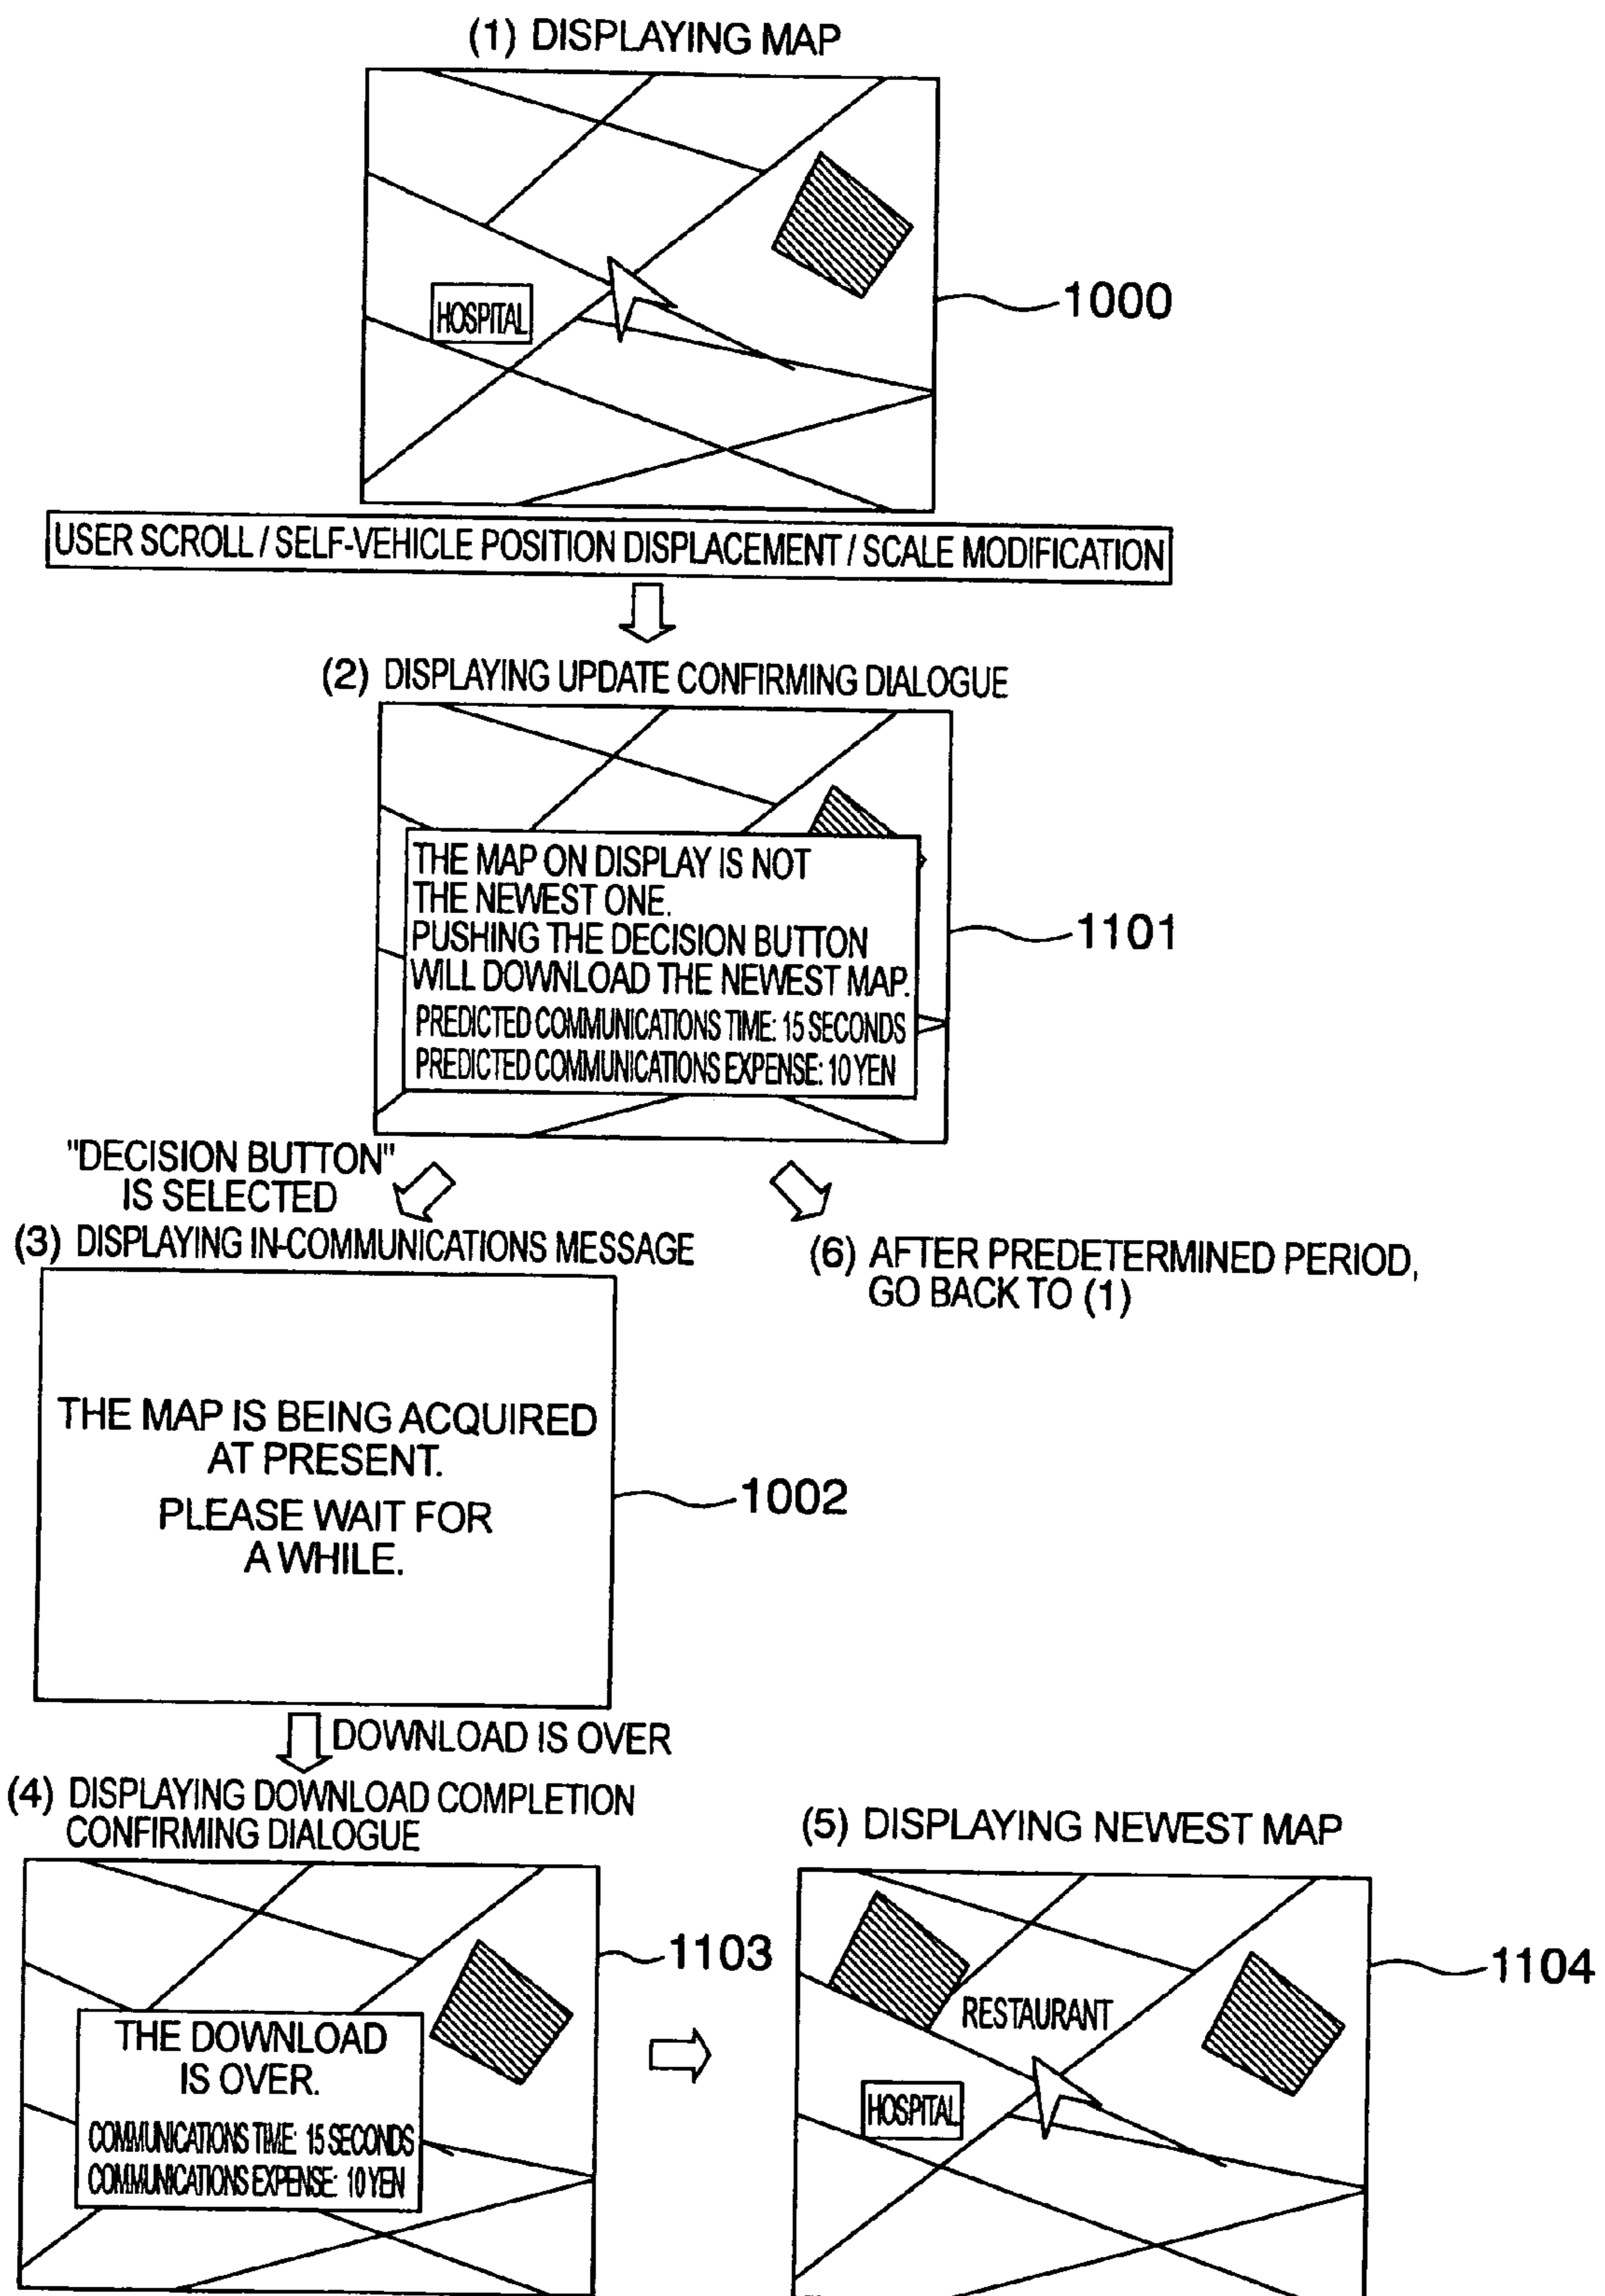 (1) DISPLAYING MAP
HOSPITAL
1000
USER SCROLL / SELF-VEHICLE POSITION DISPLACEMENT / SCALE MODIFICATION
(2) DISPLAYING UPDATE CONFIRMING DIALOGUE
THE MAP ON DISPLAY IS NOT
THE NEWEST ONE.
PUSHING THE DECISION BUTTON
WILL DOWNLOAD THE NEWEST MAP.
PREDICTED COMMUNICATIONS TIME: 15 SECONDS
PREDICTED COMMUNICATIONS EXPENSE: 10 YEN
1101
"DECISION BUTTON"
IS SELECTED
(3) DISPLAYING IN-COMMUNICATIONS MESSAGE
(6) AFTER PREDETERMINED PERIOD,
GO BACK TO (1)
THE MAP IS BEING ACQUIRED
AT PRESENT.
PLEASE WAIT FOR
A WHILE.
1002
DOWNLOAD IS OVER
(4) DISPLAYING DOWNLOAD COMPLETION
CONFIRMING DIALOGUE
THE DOWNLOAD
IS OVER.
COMMUNICATIONS TIME: 15 SECONDS
COMMUNICATIONS EXPENSE: 10 YEN
1103
(5) DISPLAYING NEWEST MAP
RESTAURANT
HOSPITAL
1104